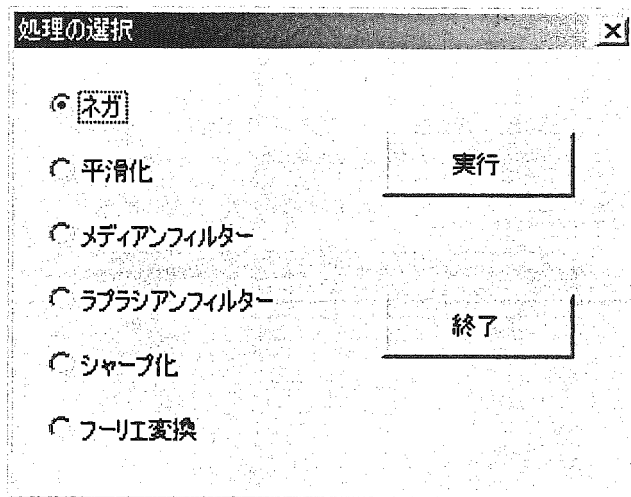 処理の選択
ネガ
平滑化
実行
メディアンフィルター
ラプラシアンフィルター
終了
シャープ化
フーリエ変換